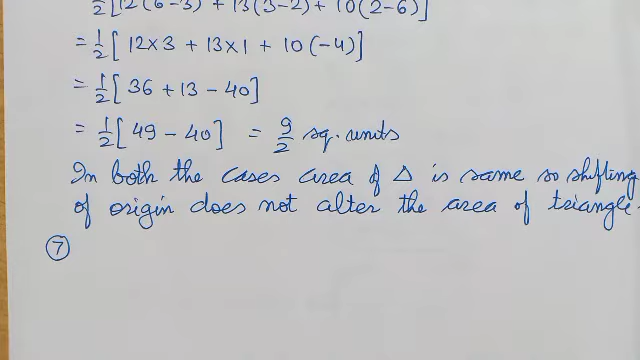 ½[12(6-3) + 13(3-2) + 10(2-6)]
= ½[12×3 + 13×1 + 10(-4)]
= ½[36 + 13 - 40]
= ½[49 - 40] = 9/2 sq. units
In both the cases area of Δ is same so shifting
of origin does not alter the area of triangle.
⑦